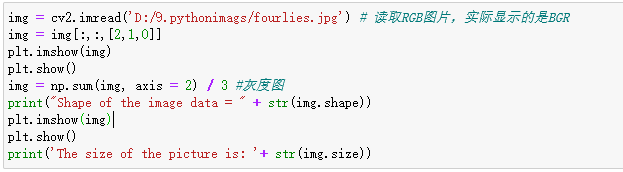 img = cv2.imread('D:/9.pythonimags/fourlies.jpg') # 读取RGB图片，实际显示的是BGR
img = img[:,:,[2,1,0]]
plt.imshow(img)
plt.show()
img = np.sum(img, axis = 2) / 3 #灰度图
print("Shape of the image data = " + str(img.shape))
plt.imshow(img)
plt.show()
print('The size of the picture is: '+ str(img.size))